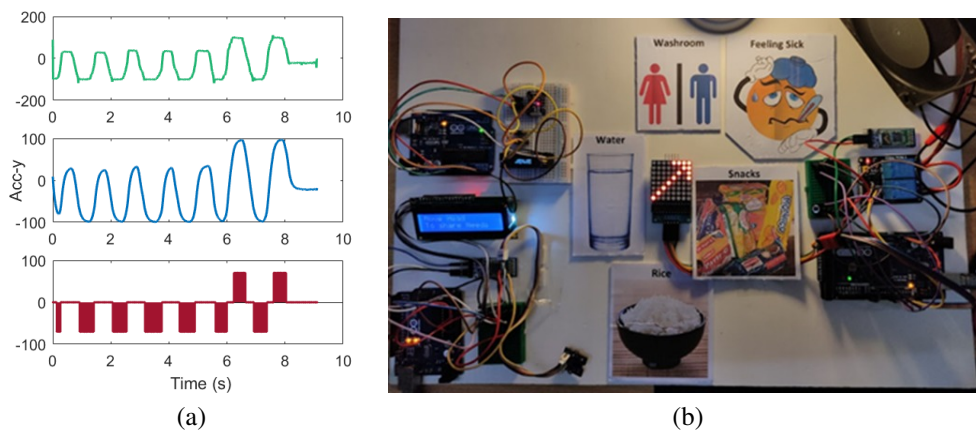 200
0
-200
100
0
-100
Acc-y
100
0
-100
0 2 4 6 8 10
0 2 4 6 8 10
0 2 4 6 8 10
Time (s)
(a)
Washroom
Feeling Sick
Water
Snacks
Rice
(b)